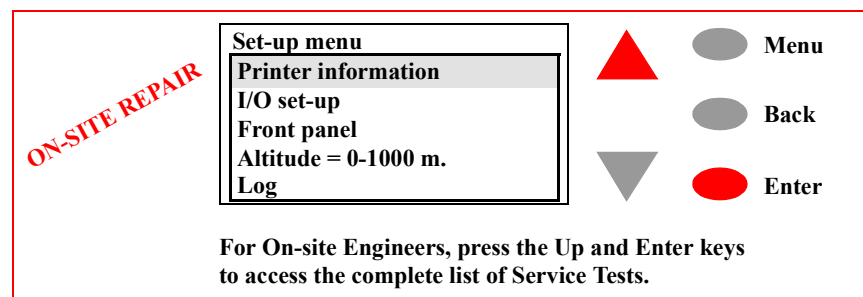 ON-SITE REPAIR
Set-up menu
Printer information
I/O set-up
Front panel
Altitude = 0-1000 m.
Log
Menu
Back
Enter
For On-site Engineers, press the Up and Enter keys
to access the complete list of Service Tests.